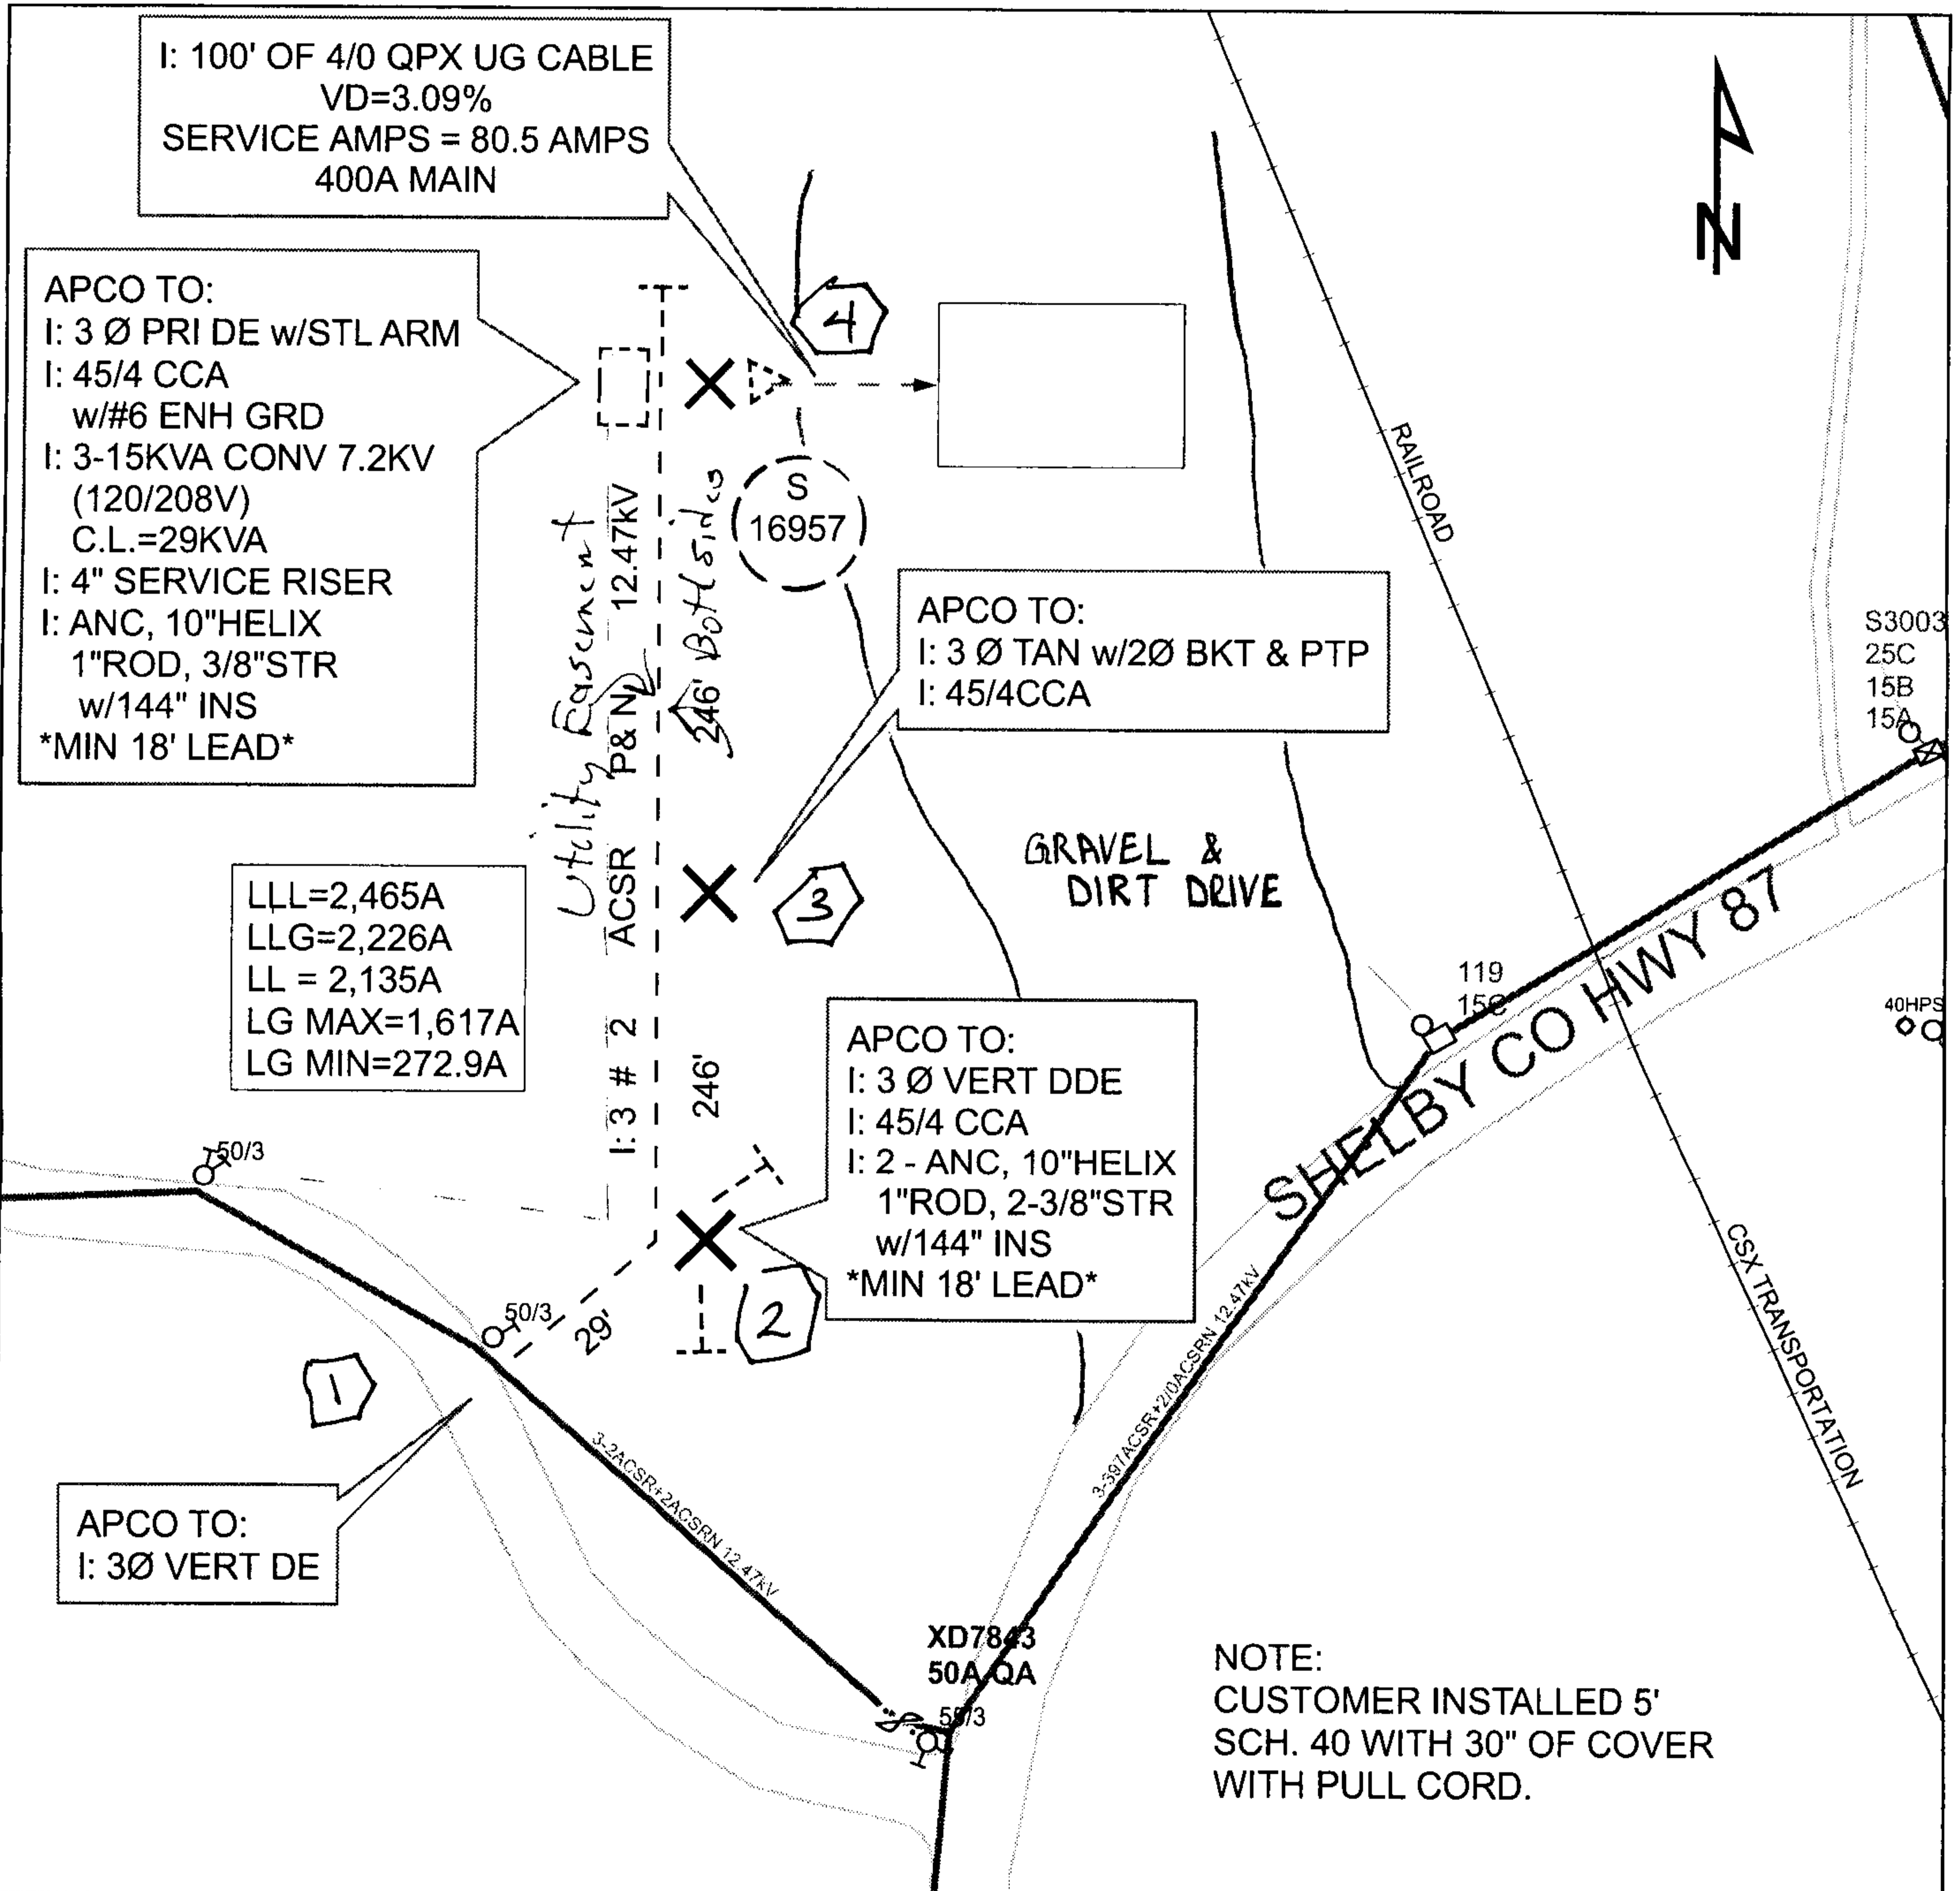 I: 100' OF 4/0 QPX UG CABLE
VD=3.09%
SERVICE AMPS = 80.5 AMPS
400A MAIN
N
APCO TO:
I: 3 Ø PRI DE w/STL ARM
I: 45/4 CCA
w/#6 ENH GRD
I: 3-15KVA CONV 7.2KV
(120/208V)
C.L.=29KVA
I: 4" SERVICE RISER
I: ANC, 10"HELIX
1"ROD, 3/8"STR
w/144" INS
*MIN 18' LEAD*
4
S
16957
Utility Easement
I: 3 # 2 ACSR P& N 12.47kV
246' Both sides
246'
RAILROAD
APCO TO:
I: 3 Ø TAN w/2Ø BKT & PTP
I: 45/4CCA
S3003
25C
15B
15A
3
GRAVEL &
DIRT DRIVE
LLL=2,465A
LLG=2,226A
LL = 2,135A
LG MAX=1,617A
LG MIN=272.9A
119
15C
SHELBY CO HWY 87
40HPS
APCO TO:
I: 3 Ø VERT DDE
I: 45/4 CCA
I: 2 - ANC, 10"HELIX
1"ROD, 2-3/8"STR
w/144" INS
*MIN 18' LEAD*
2
50/3
50/3
29'
1
CSX TRANSPORTATION
3-2ACSR+2ACSRN 12.47kV
3-397ACSR+2/0ACSRN 12.47kV
APCO TO:
I: 3Ø VERT DE
XD7843
50A QA
55/3
NOTE:
CUSTOMER INSTALLED 5'
SCH. 40 WITH 30" OF COVER
WITH PULL CORD.